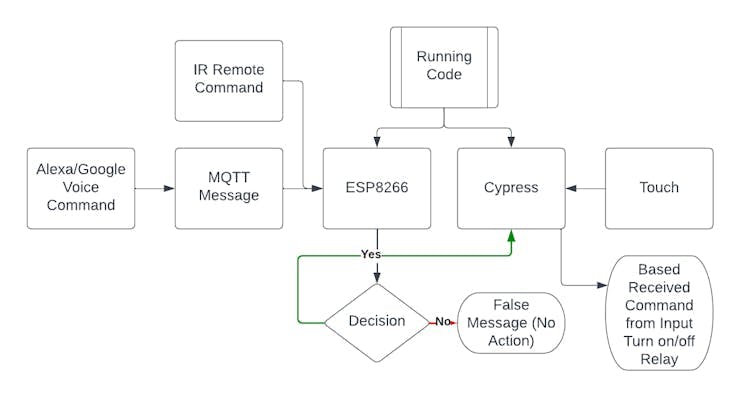 Running
Code
IR Remote
Command
Alexa/Google
Voice
Command
MQTT
Message
ESP8266
Cypress
Touch
Yes
Decision
No
False
Message (No
Action)
Based
Received
Command
from Input
Turn on/off
Relay